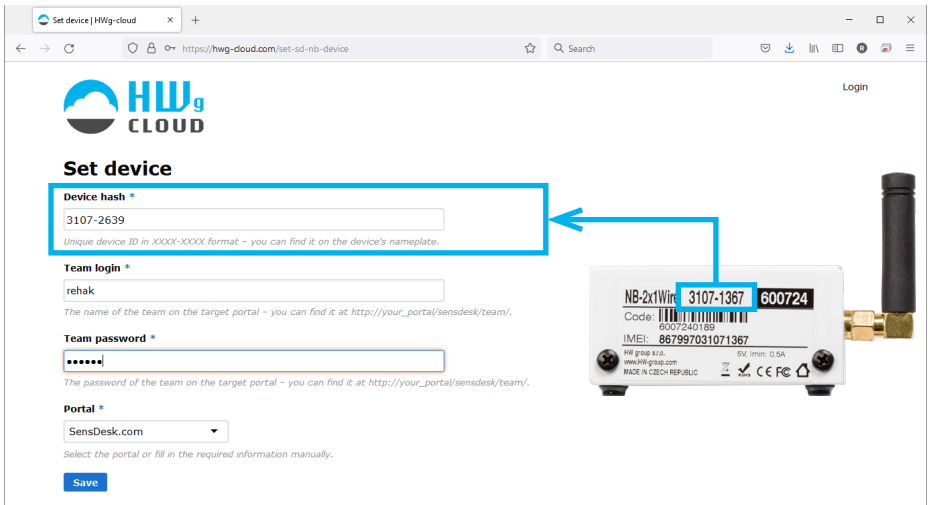 Set device | HWg-cloud
https://hwg-cloud.com/set-sd-nb-device
Search
R
Login
HWg
CLOUD
Set device
Device hash *
3107-2639
Unique device ID in XXXX-XXXX format – you can find it on the device's nameplate.
Team login *
rehak
The name of the team on the target portal – you can find it at http://your_portal/sensdesk/team/.
Team password *
••••••
The password of the team on the target portal – you can find it at http://your_portal/sensdesk/team/.
Portal *
SensDesk.com
Select the portal or fill in the required information manually.
Save
NB-2x1Wire 3107-1367 600724
Code:
6007240189
IMEI: 867997031071367
HW group s.r.o. 5V, Imin: 0.5A
www.HW-group.com
MADE IN CZECH REPUBLIC CE FC